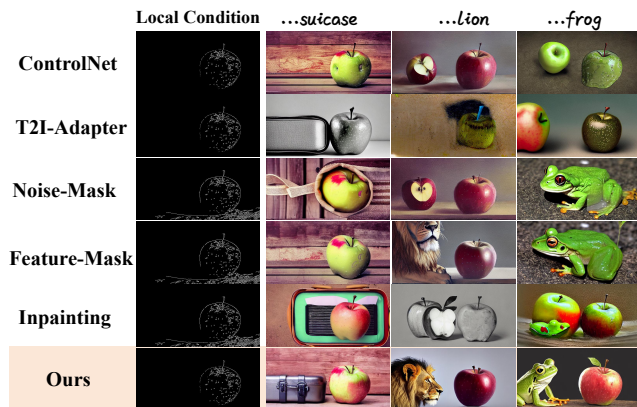 Local Condition ...suicase ...lion ...frog
ControlNet
T2I-Adapter
Noise-Mask
Feature-Mask
Inpainting
Ours